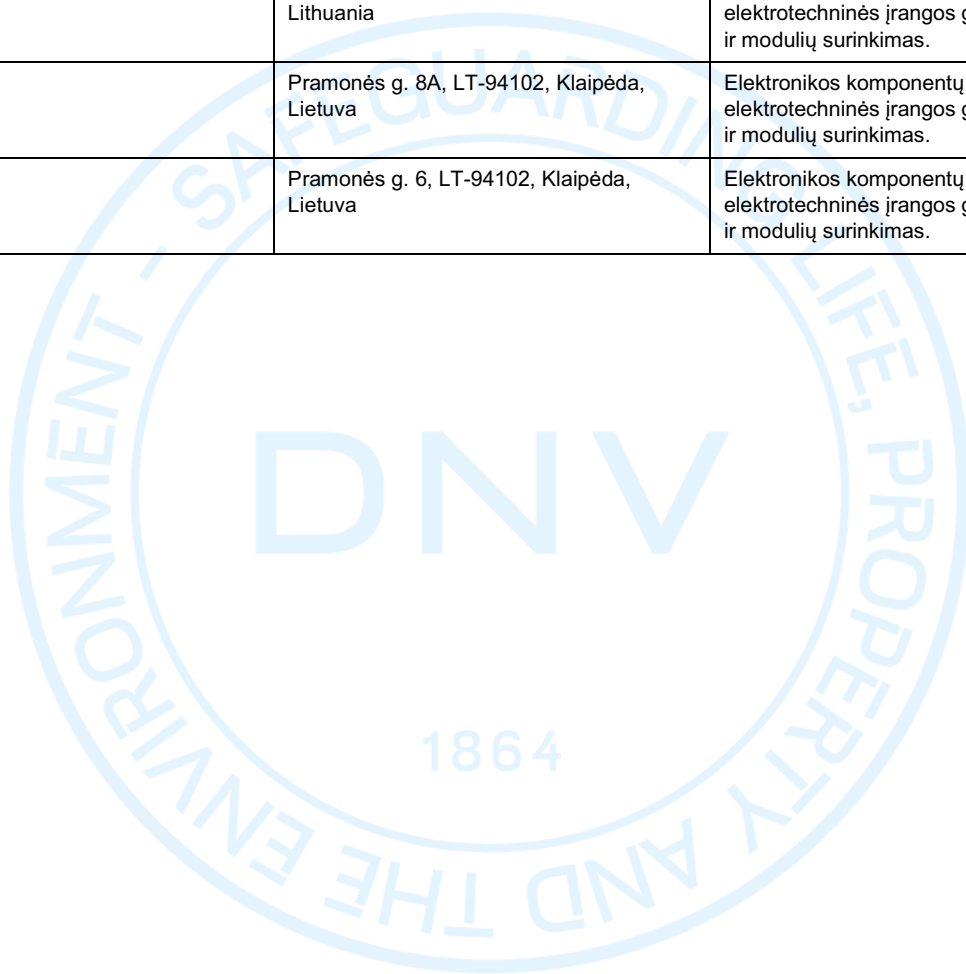 Lithuania
elektrotechninės įrangos g
ir modulių surinkimas.
Pramonės g. 8A, LT-94102, Klaipėda,
Lietuva
Elektronikos komponentų
elektrotechninės įrangos g
ir modulių surinkimas.
Pramonės g. 6, LT-94102, Klaipėda,
Lietuva
Elektronikos komponentų
elektrotechninės įrangos g
ir modulių surinkimas.
SAFEGUARDING LIFE, PROPERTY AND THE ENVIRONMENT -
DNV
1864